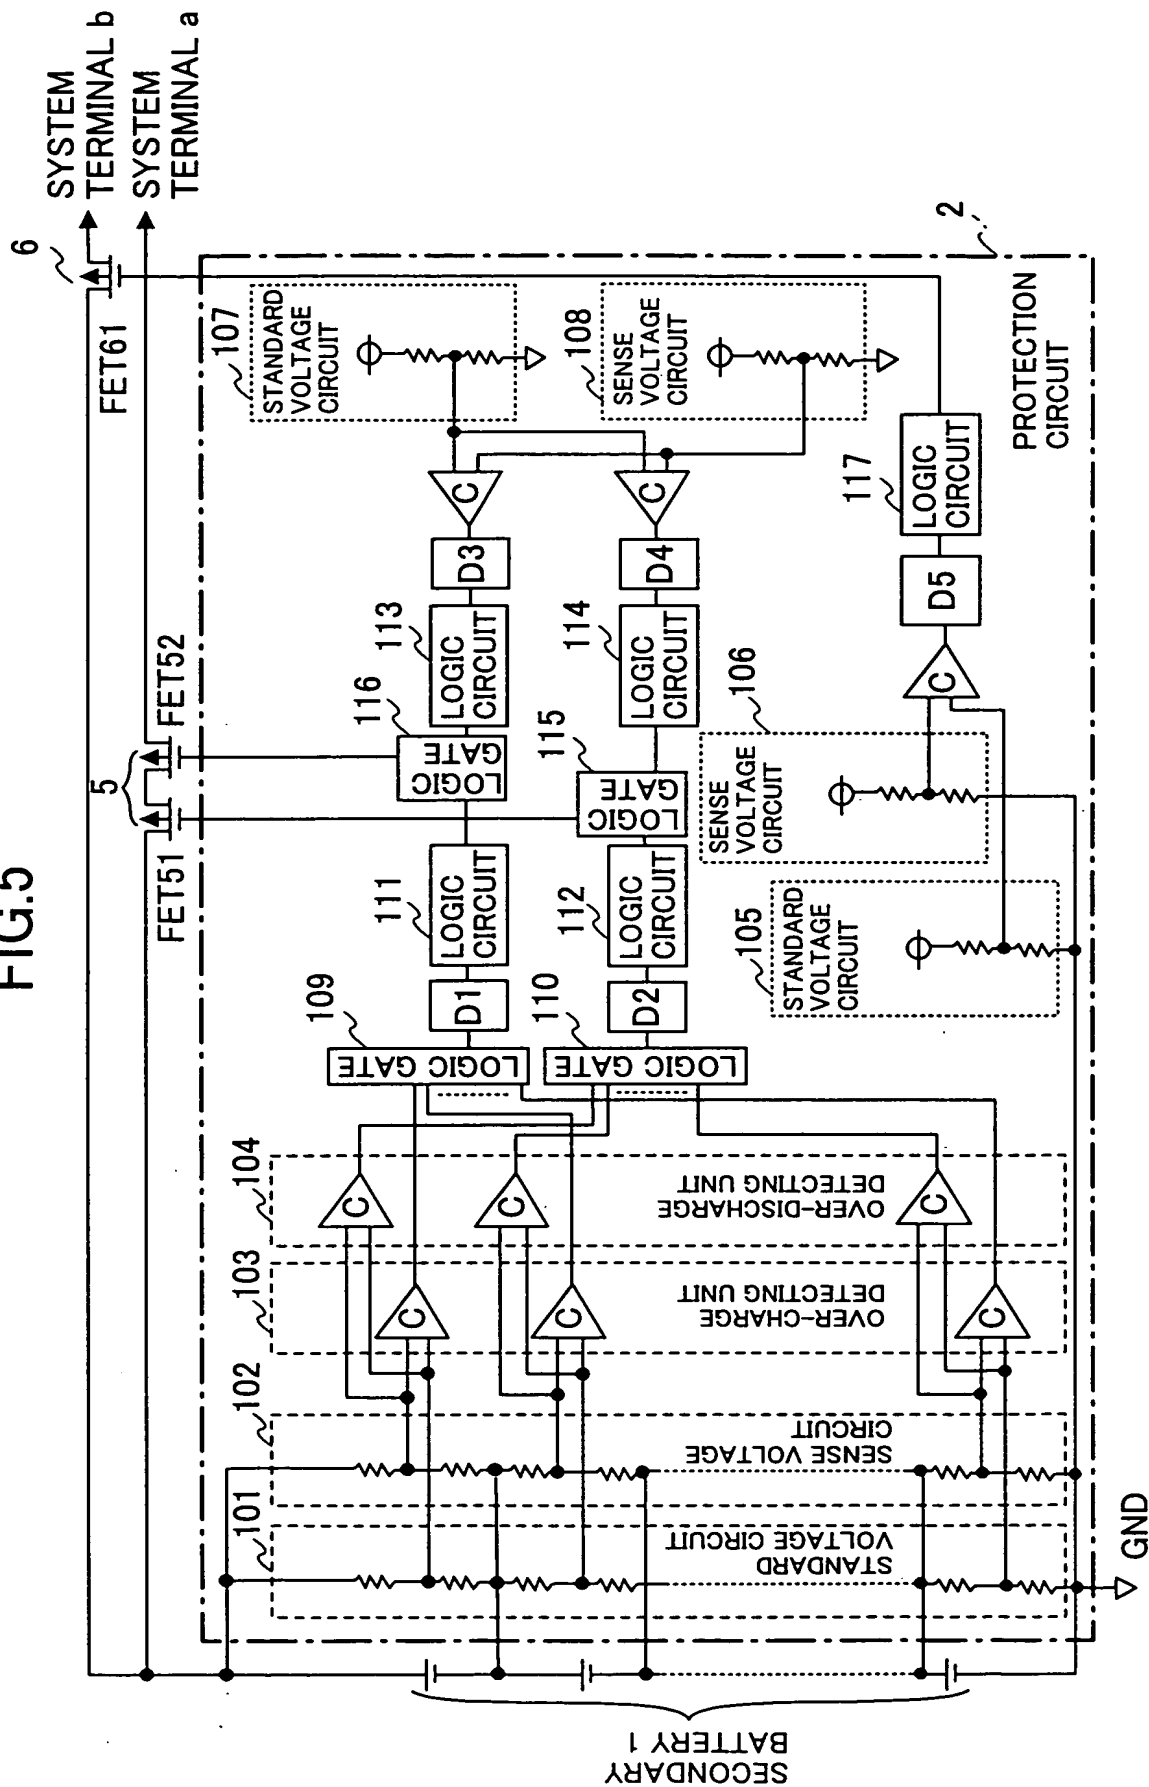 FIG.5
SYSTEM
TERMINAL b
SYSTEM
TERMINAL a
6
FET61
5
FET51
FET52
2
PROTECTION
CIRCUIT
107
STANDARD
VOLTAGE
CIRCUIT
108
SENSE
VOLTAGE
CIRCUIT
C
C
D3
D4
113
LOGIC
CIRCUIT
114
LOGIC
CIRCUIT
116
LOGIC
GATE
115
LOGIC
GATE
111
LOGIC
CIRCUIT
112
LOGIC
CIRCUIT
D1
D2
109
LOGIC GATE
110
LOGIC GATE
117
LOGIC
CIRCUIT
D5
C
106
SENSE
VOLTAGE
CIRCUIT
105
STANDARD
VOLTAGE
CIRCUIT
104
OVER-DISCHARGE
DETECTING UNIT
C
C
C
103
OVER-CHARGE
DETECTING UNIT
C
C
C
102
SENSE VOLTAGE
CIRCUIT
101
STANDARD
VOLTAGE CIRCUIT
SECONDARY
BATTERY 1
GND